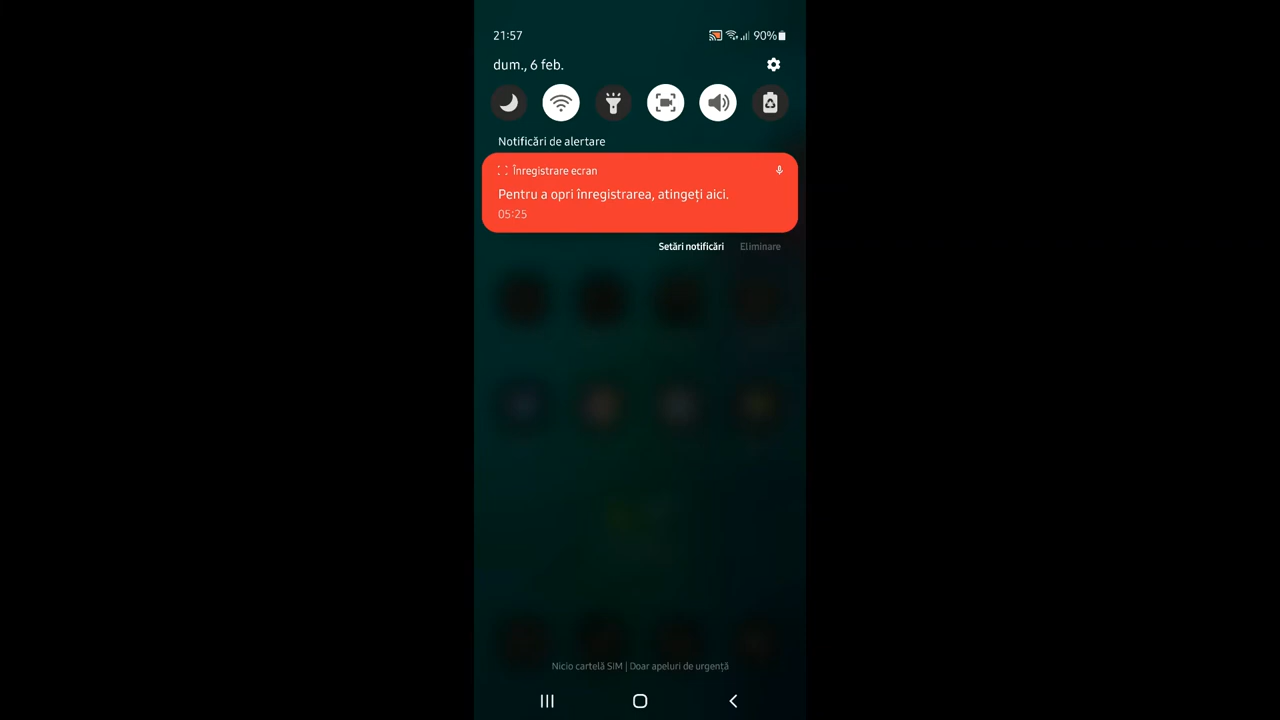 21:57 90%
dum., 6 feb.
Notificări de alertare
Înregistrare ecran
Pentru a opri înregistrarea, atingeți aici.
05:25
Setări notificări Eliminare
Nicio cartelă SIM | Doar apeluri de urgență